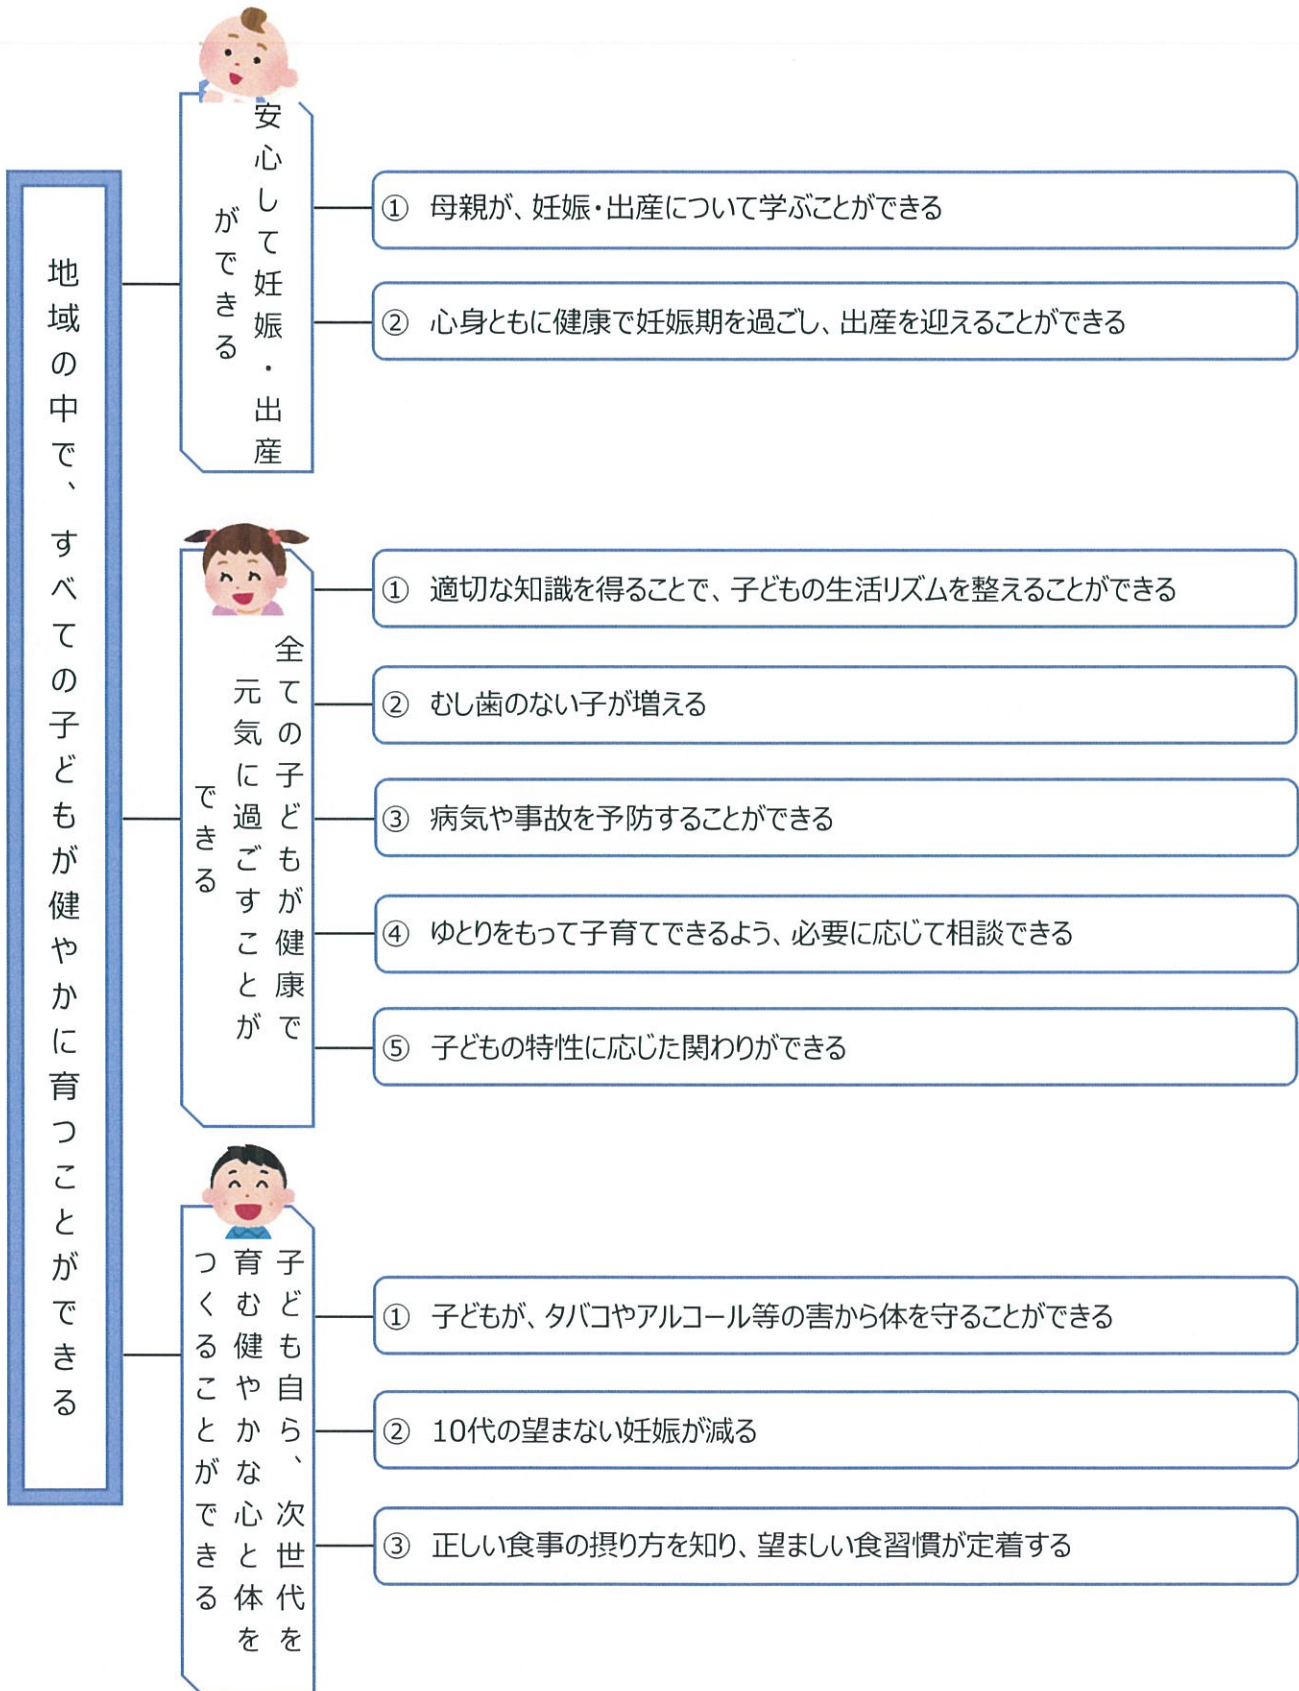 地域の中で、すべての子どもが健やかに育つことができる
安心して妊娠・出産
ができる
① 母親が、妊娠・出産について学ぶことができる
② 心身ともに健康で妊娠期を過ごし、出産を迎えることができる
全ての子どもが健康で
元気に過ごすことが
できる
① 適切な知識を得ることで、子どもの生活リズムを整えることができる
② むし歯のない子が増える
③ 病気や事故を予防することができる
④ ゆとりをもって子育てできるよう、必要に応じて相談できる
⑤ 子どもの特性に応じた関わりができる
子ども自ら、次世代を
育む健やかな心と体を
つくることができる
① 子どもが、タバコやアルコール等の害から体を守ることができる
② 10代の望まない妊娠が減る
③ 正しい食事の摂り方を知り、望ましい食習慣が定着する